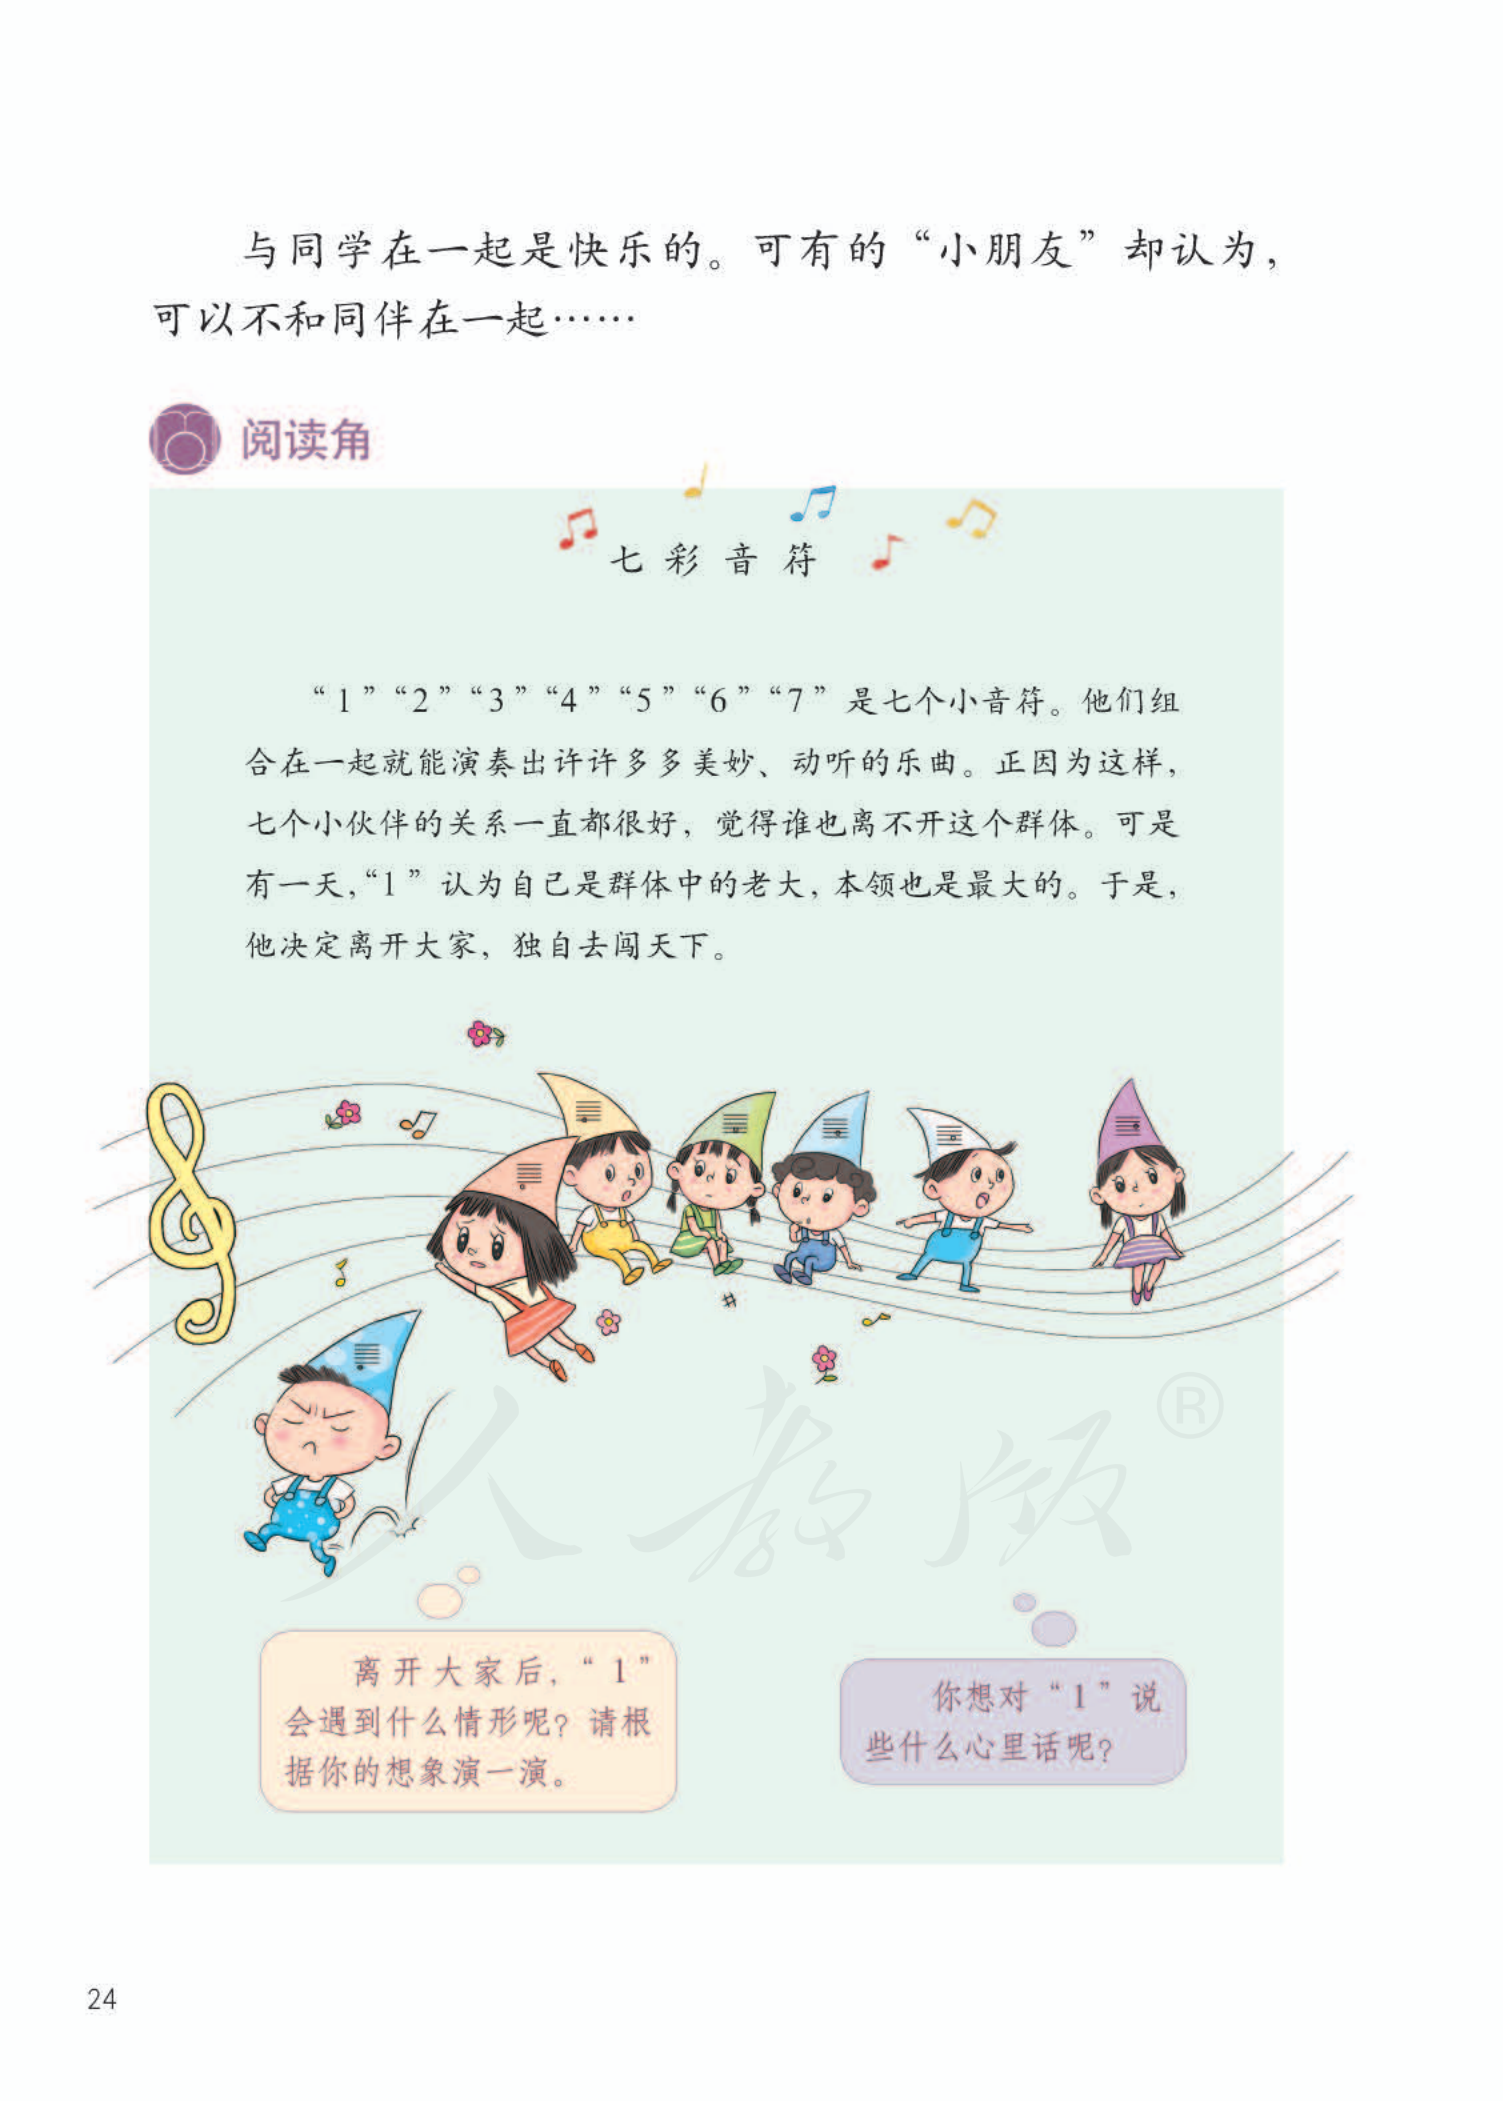 与同学在一起是快乐的。可有的“小朋友”却认为，
可以不和同伴在一起……
阅读角
七彩音符
“1”“2”“3”“4”“5”“6”“7”是七个小音符。他们组
合在一起就能演奏出许许多多美妙、动听的乐曲。正因为这样，
七个小伙伴的关系一直都很好，觉得谁也离不开这个群体。可是
有一天，“1”认为自己是群体中的老大，本领也是最大的。于是，
他决定离开大家，独自去闯天下。
人教版®
离开大家后，“1”
会遇到什么情形呢？请根
据你的想象演一演。
你想对“1”说
些什么心里话呢？
24